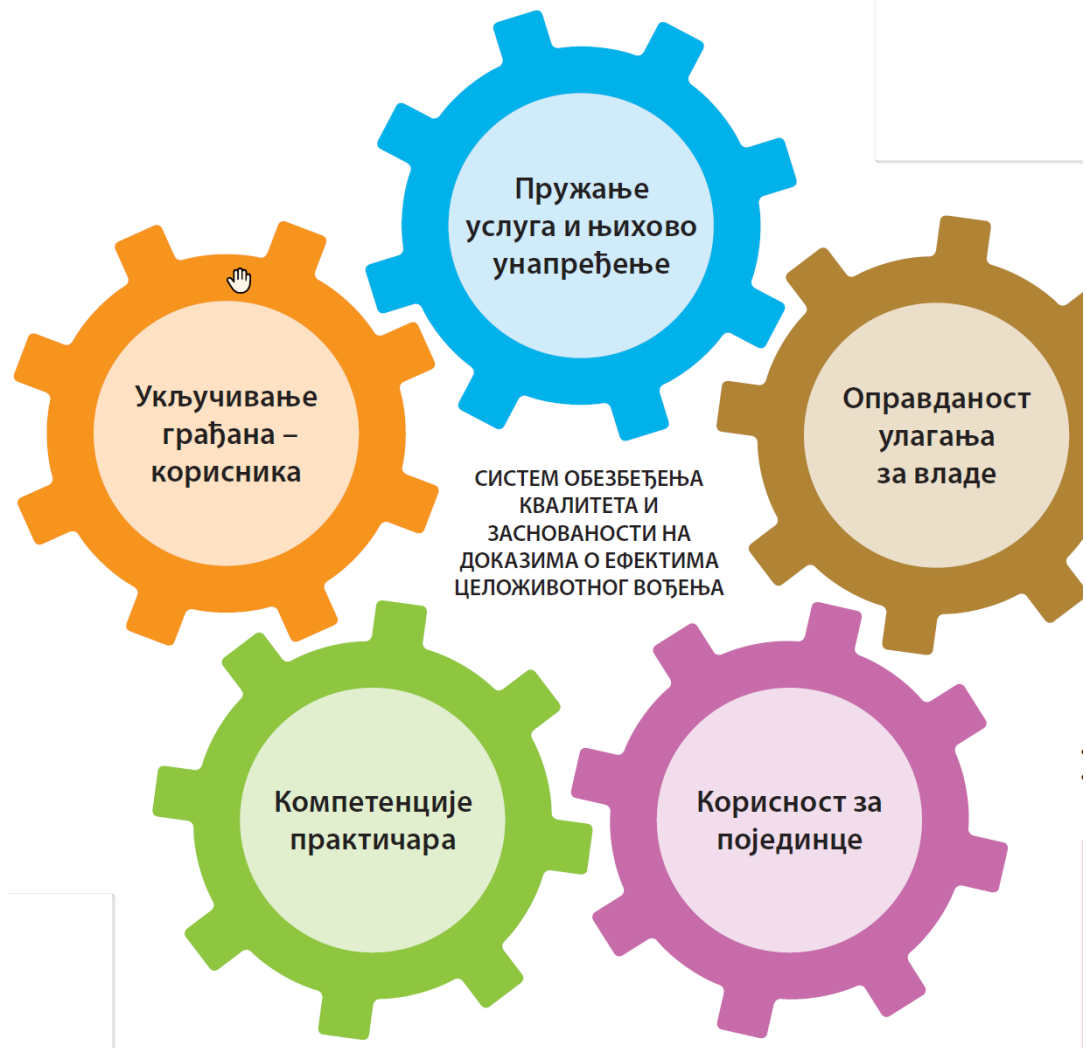 Пружање
услуга и њихово
унапређење
Укључивање
грађана –
корисника
Оправданост
улагања
за владе
СИСТЕМ ОБЕЗБЕЂЕЊА
КВАЛИТЕТА И
ЗАСНОВАНОСТИ НА
ДОКАЗИМА О ЕФЕКТИМА
ЦЕЛОЖИВОТНОГ ВОЂЕЊА
Компетенције
практичара
Корисност за
појединце